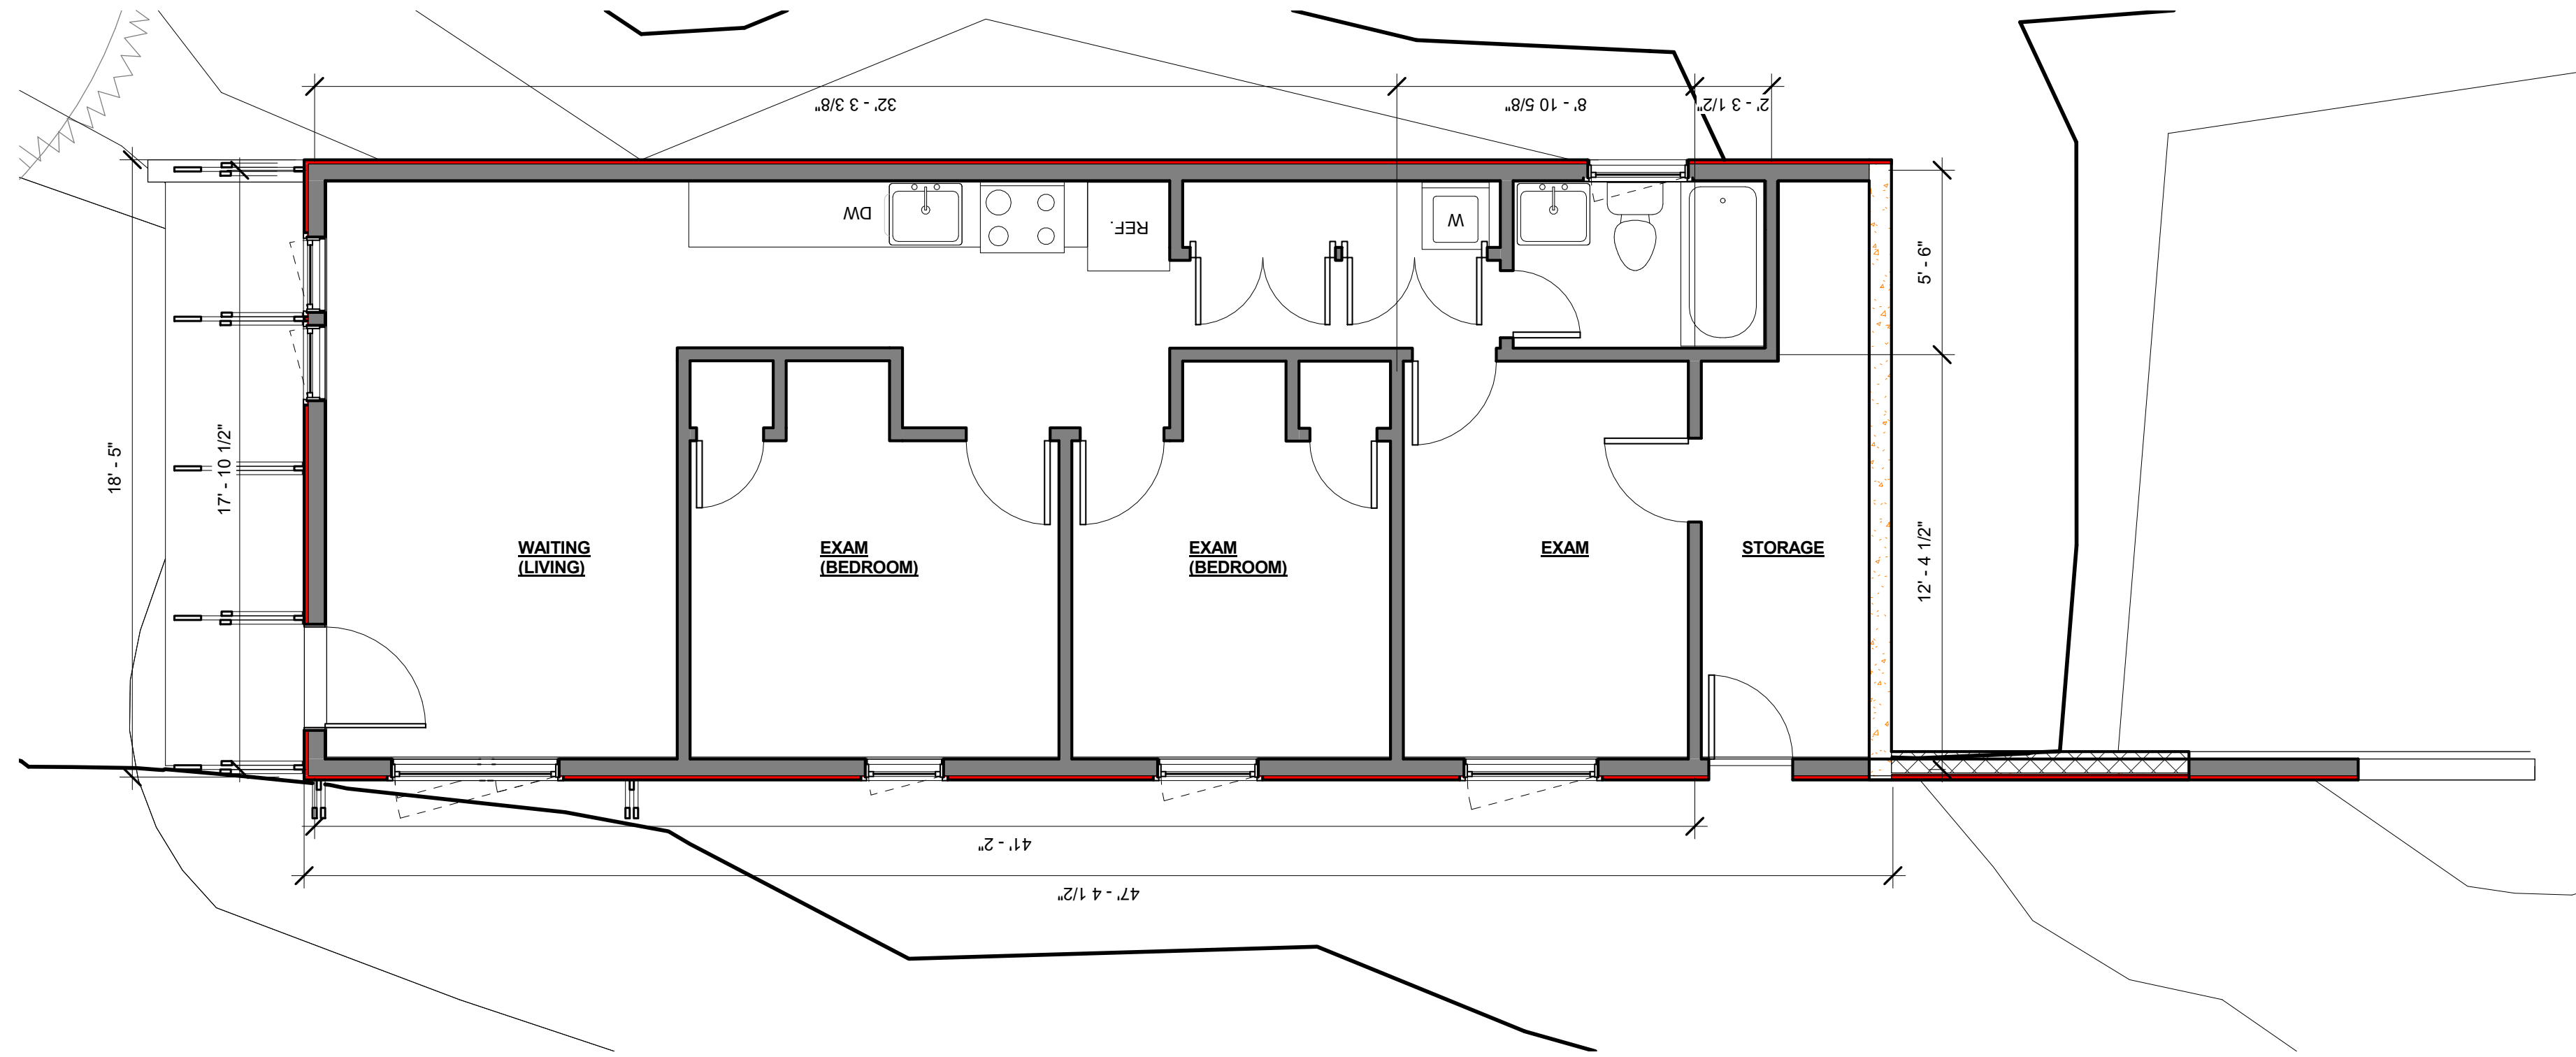 32' - 3 3/8"
8' - 10 5/8"
2' - 3 1/2"
DW
REF.
W
5' - 6"
18' - 5"
17' - 10 1/2"
WAITING
(LIVING)
EXAM
(BEDROOM)
EXAM
(BEDROOM)
EXAM
STORAGE
12' - 4 1/2"
41' - 2"
47' - 4 1/2"